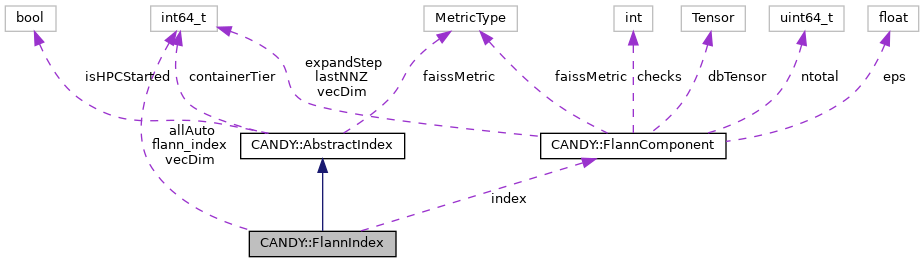 bool
int64_t
MetricType
int
Tensor
uint64_t
float
isHPCStarted
containerTier
expandStep
lastNNZ
vecDim
faissMetric
faissMetric
checks
dbTensor
ntotal
eps
allAuto
flann_index
vecDim
CANDY::AbstractIndex
CANDY::FlannComponent
index
CANDY::FlannIndex